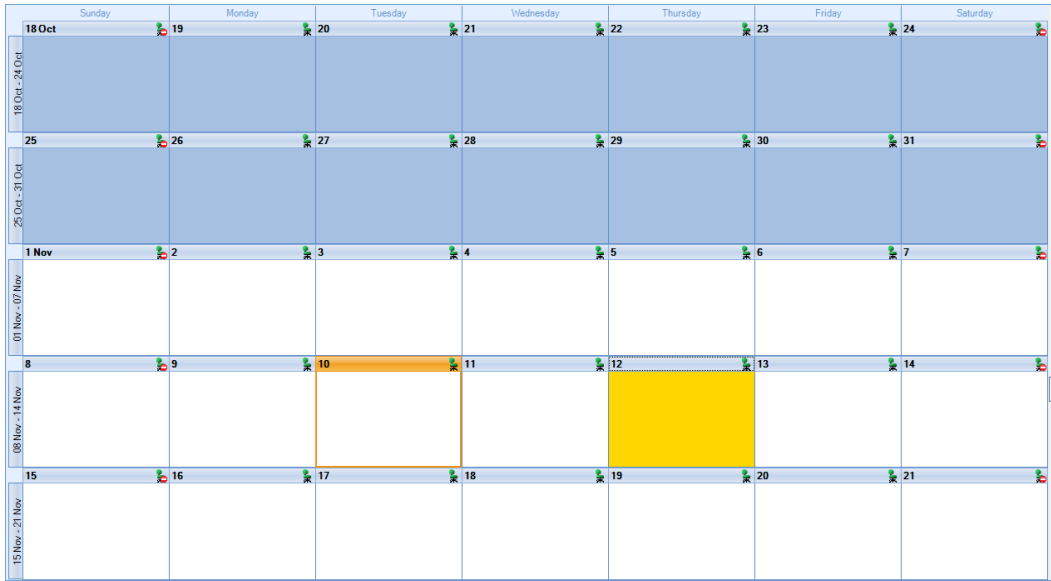 Sunday Monday Tuesday Wednesday Thursday Friday Saturday
18 Oct 19 20 21 22 23 24
18 Oct - 24 Oct
25 26 27 28 29 30 31
25 Oct - 31 Oct
1 Nov 2 3 4 5 6 7
01 Nov - 07 Nov
8 9 10 11 12 13 14
08 Nov - 14 Nov
15 16 17 18 19 20 21
15 Nov - 21 Nov